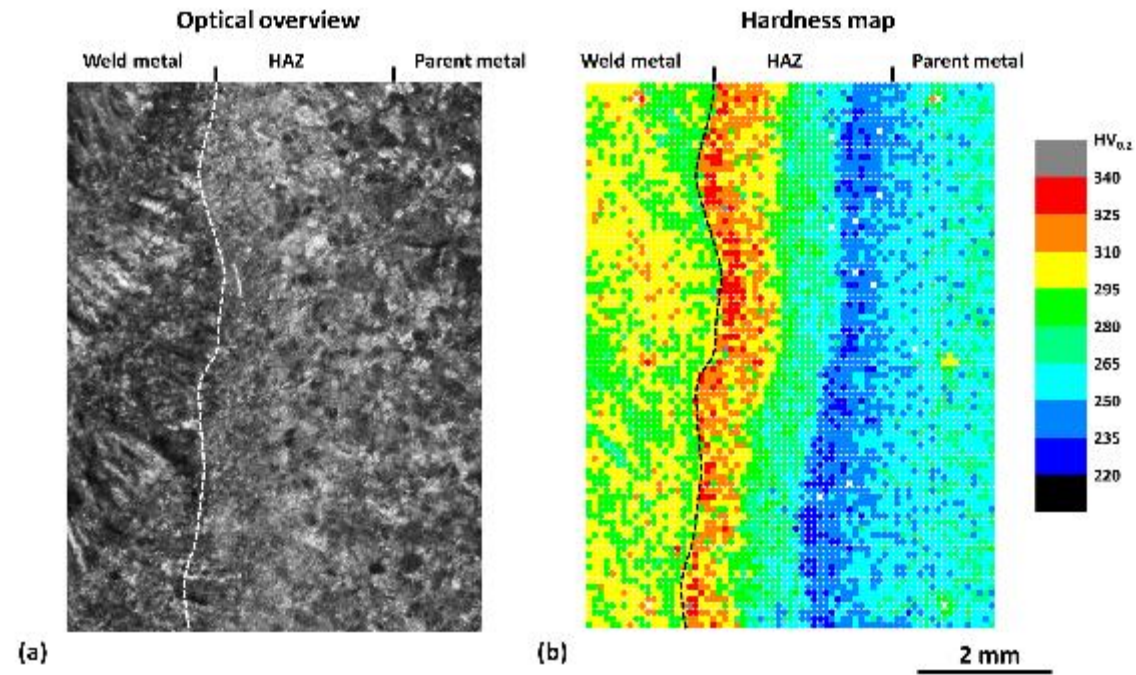 Optical overview
Hardness map
Weld metal HAZ Parent metal
Weld metal HAZ Parent metal
HV0.2
340
325
310
295
280
265
250
235
220
(a)
(b)
2 mm